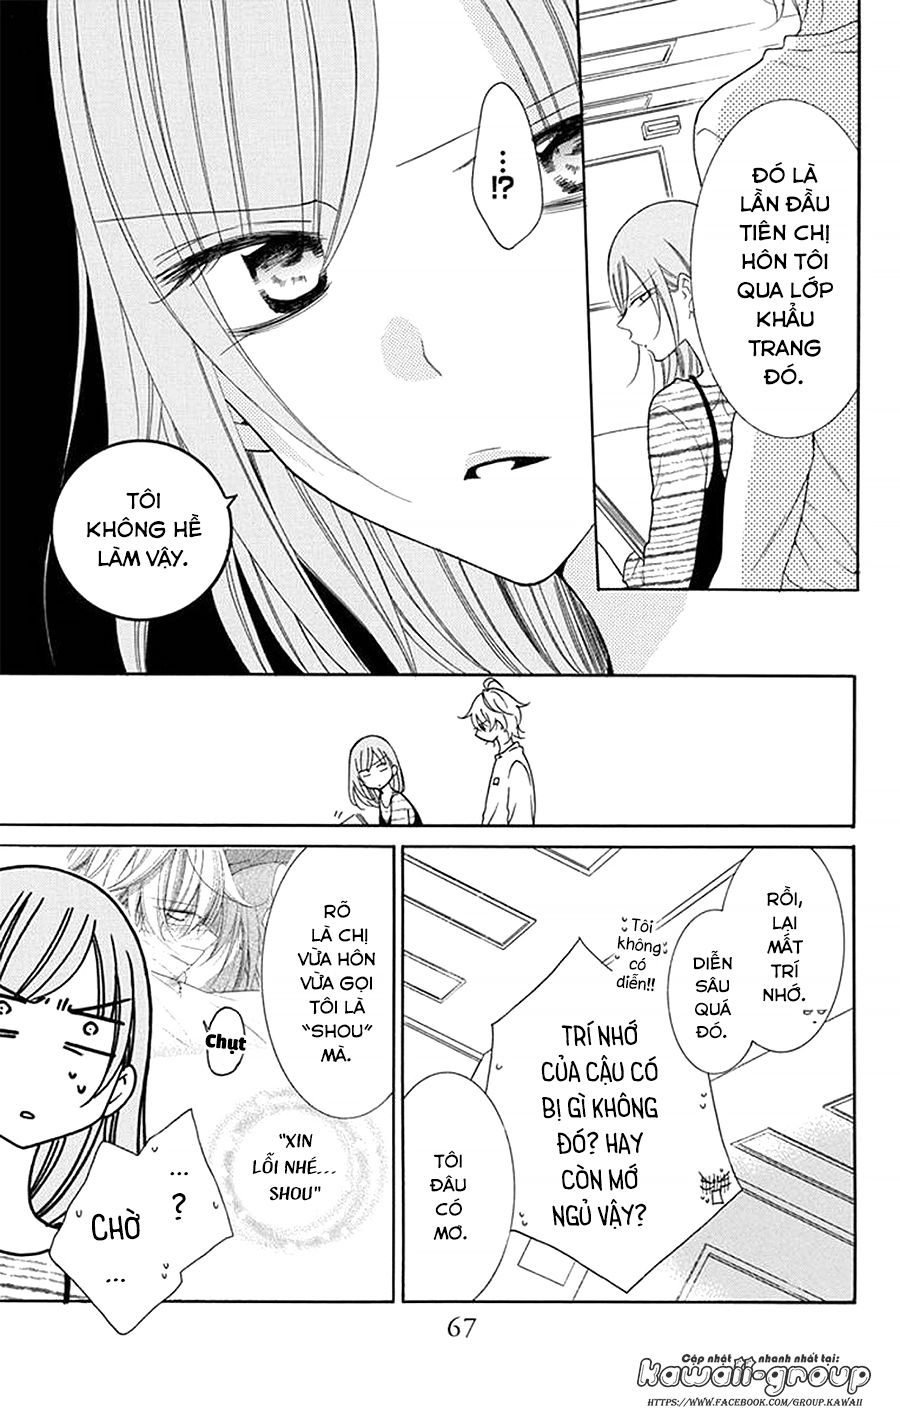 ĐÓ LÀ
LẦN ĐẦU
TIÊN CHỊ
HÔN TÔI
QUA LỚP
KHẨU
TRANG
ĐÓ.
...
!?
TÔI
KHÔNG HỀ
LÀM VẬY.
RỒI,
LẠI
MẤT
TRÍ
NHỚ.
DIỄN
SÂU
QUÁ
ĐÓ.
Tôi
không
có
diễn!!
TRÍ NHỚ
CỦA CẬU CÓ
BỊ GÌ KHÔNG
ĐÓ? HAY
CÒN MỚ
NGỦ VẬY?
TÔI
ĐÂU
CÓ
MƠ.
RÕ
LÀ CHỊ
VỪA HÔN
VỪA GỌI
TÔI LÀ
"SHOU"
MÀ.
Chụt
"XIN
LỖI NHÉ...
SHOU"
...
?
CHỜ
...
67
Cập nhật nhanh nhất tại:
kawaii-group
HTTPS://WWW.FACEBOOK.COM/GROUP.KAWAII